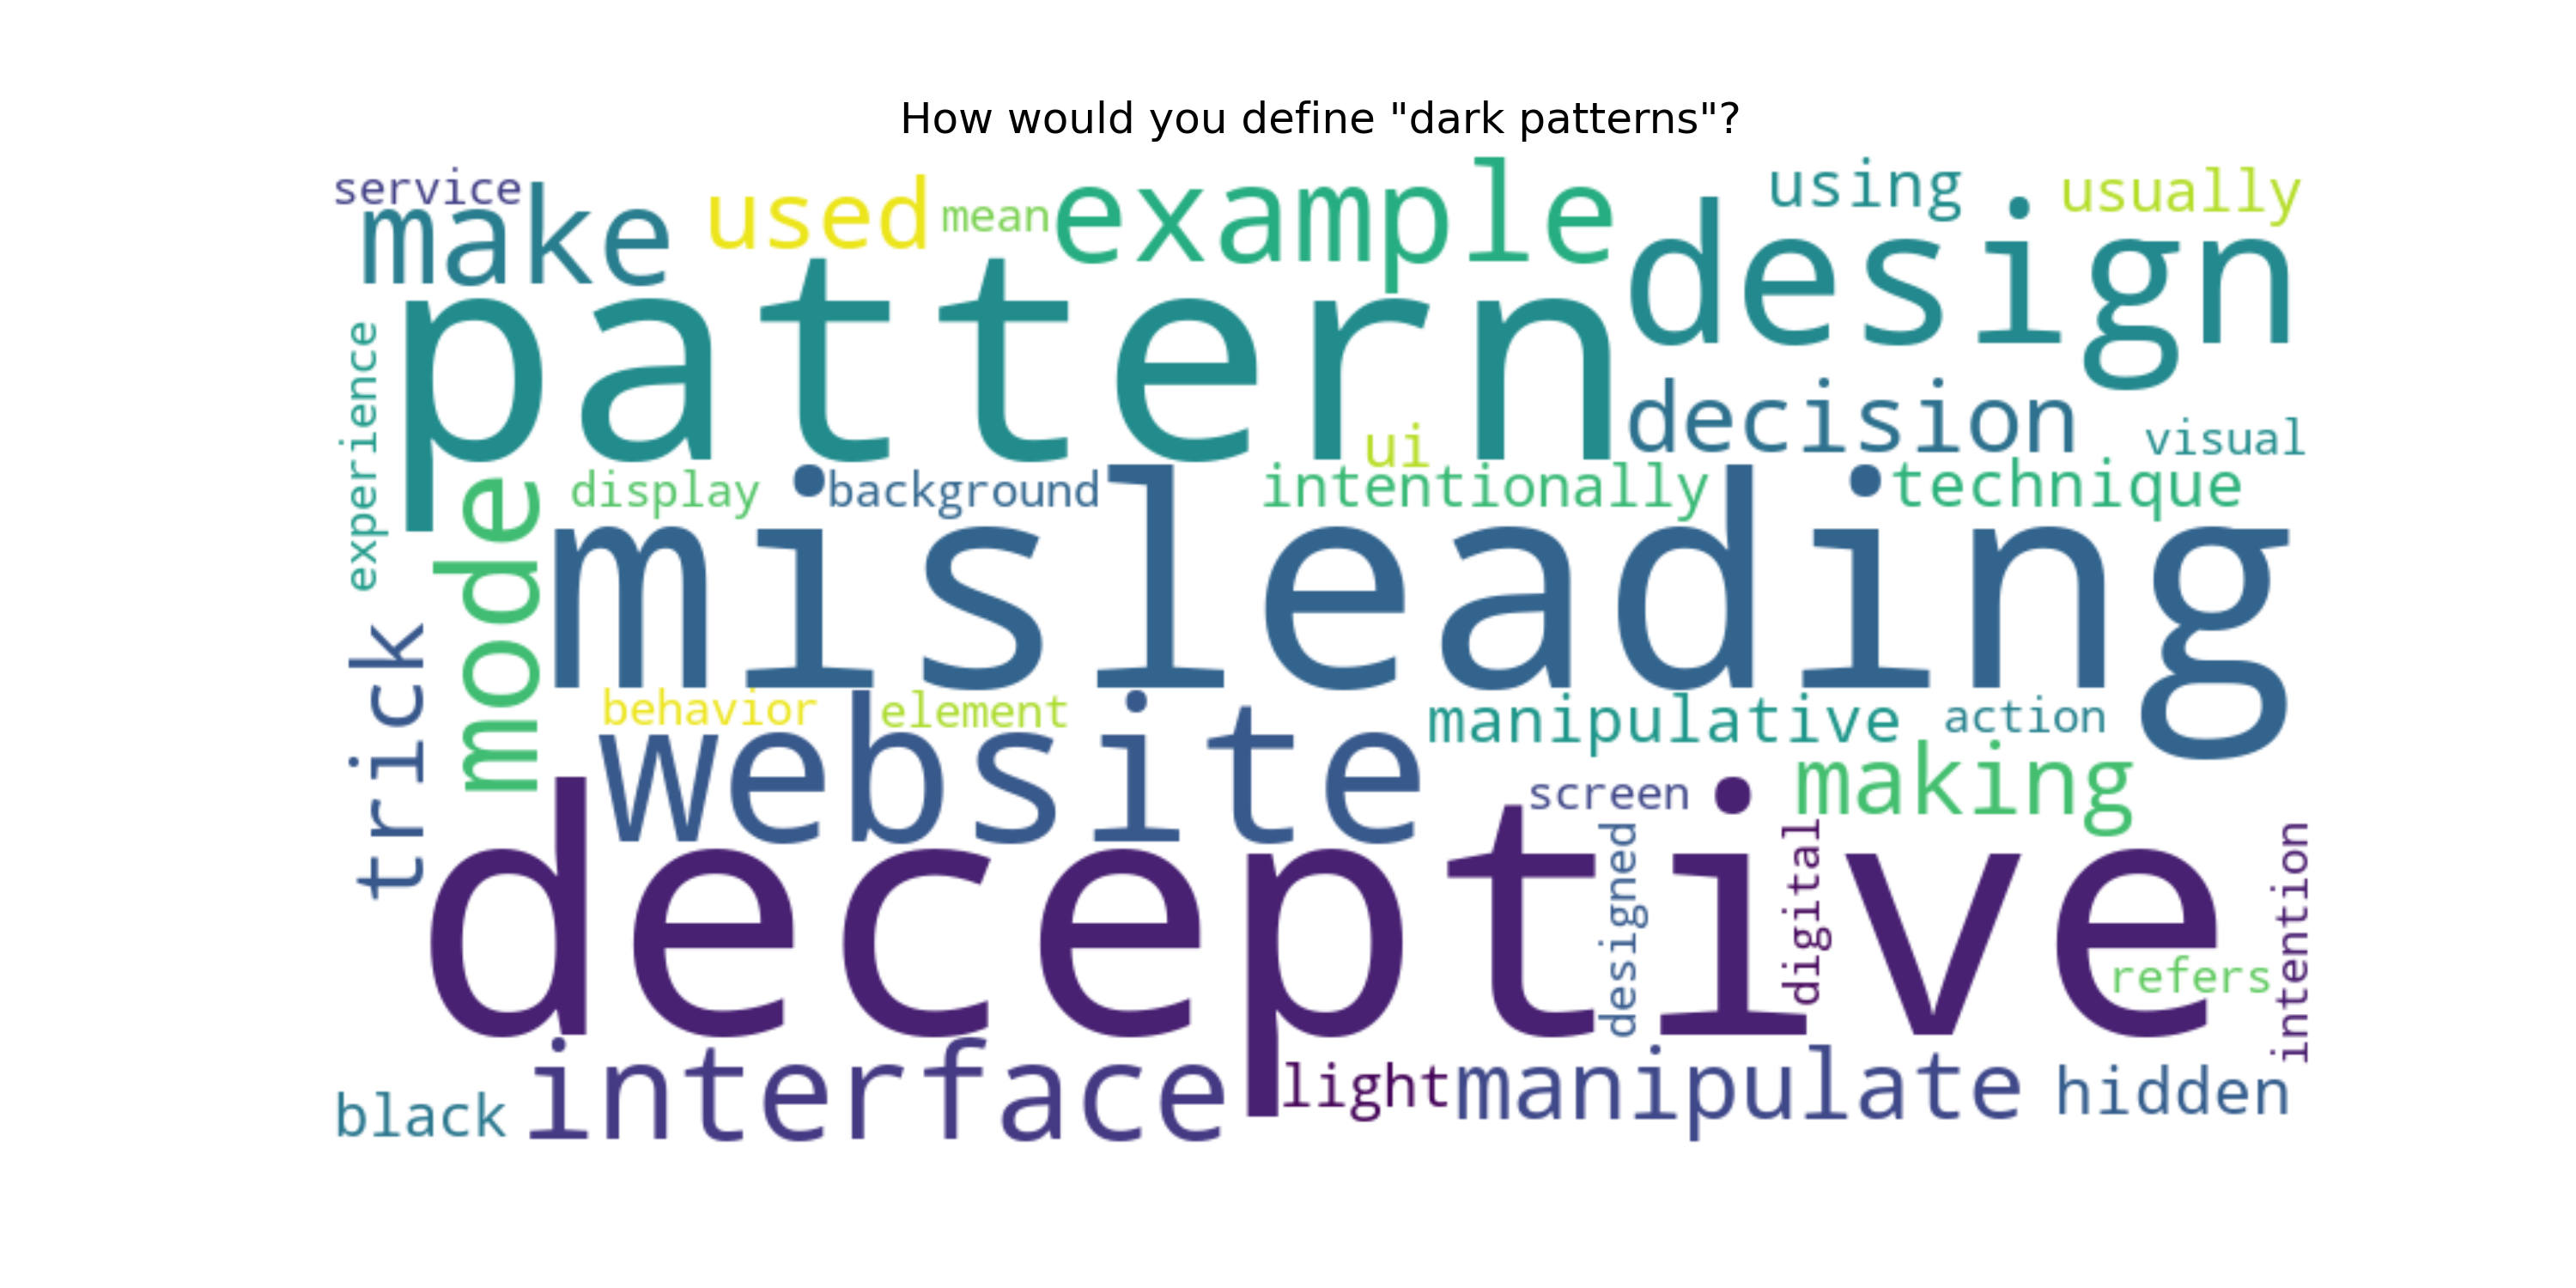 How would you define "dark patterns"?
service
make
used
mean
example
using
usually
design
pattern
experience
decision
visual
ui
mode
display
background
intentionally
technique
misleading
trick
behavior
element
manipulative
action
website
screen
making
deceptive
designed
digital
refers
intention
black
interface
light
manipulate
hidden